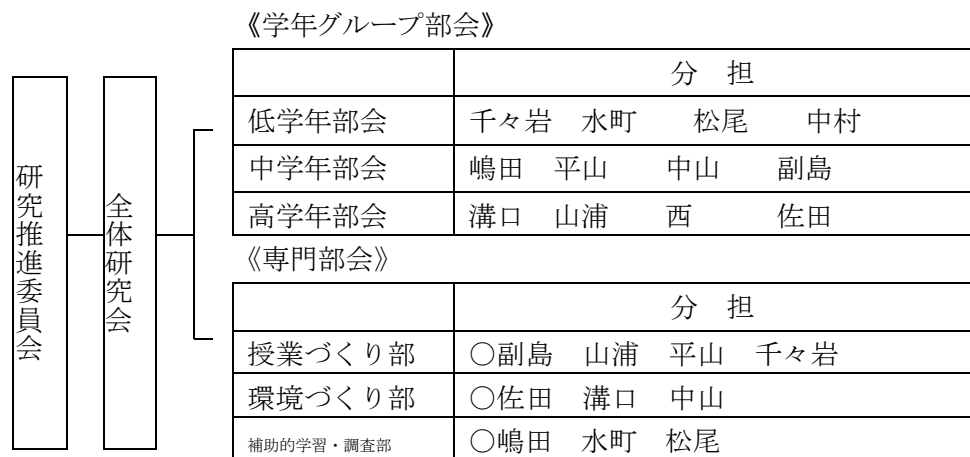 《学年グループ部会》
分 担
低学年部会 千々岩 水町 松尾 中村
中学年部会 嶋田 平山 中山 副島
高学年部会 溝口 山浦 西 佐田
研究推進委員会
全体研究会
《専門部会》
分 担
授業づくり部 ○副島 山浦 平山 千々岩
環境づくり部 ○佐田 溝口 中山
補助的学習・調査部 ○嶋田 水町 松尾